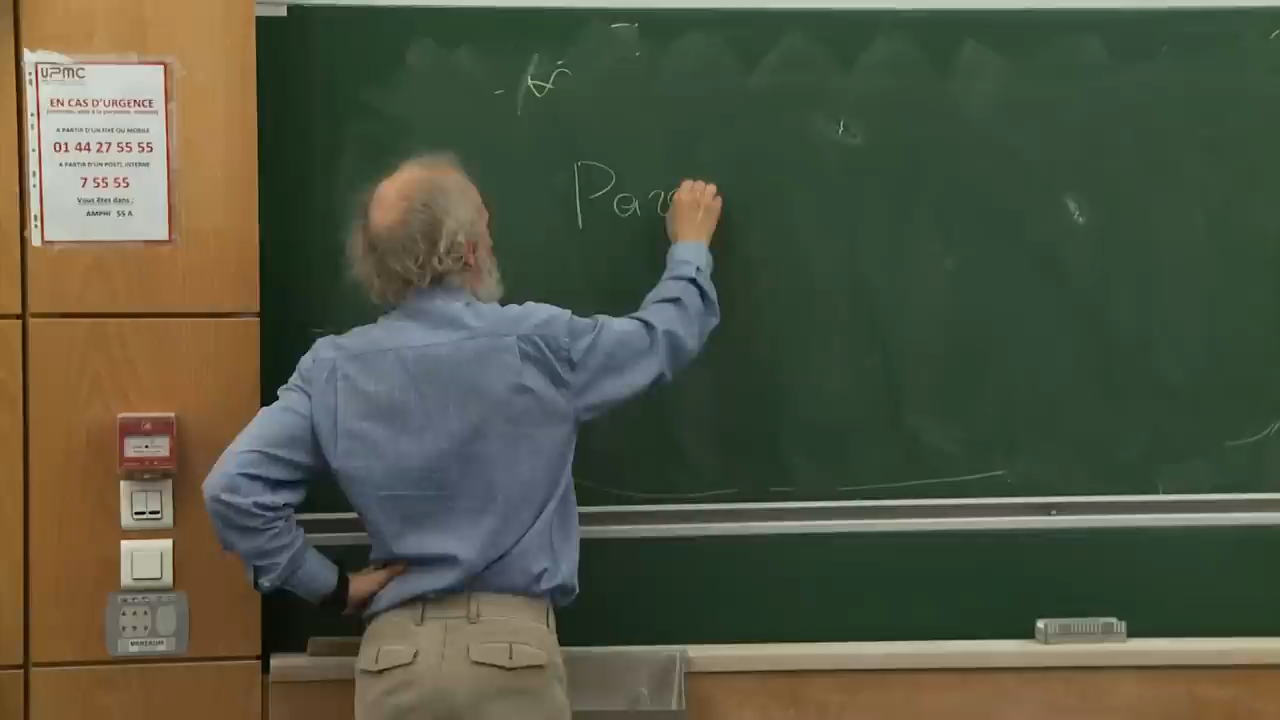 UPMC
EN CAS D'URGENCE
A PARTIR D'UN FIXE OU MOBILE
01 44 27 55 55
A PARTIR D'UN POSTE INTERNE
7 55 55
Vous êtes dans :
AMPHI 55 A
Par